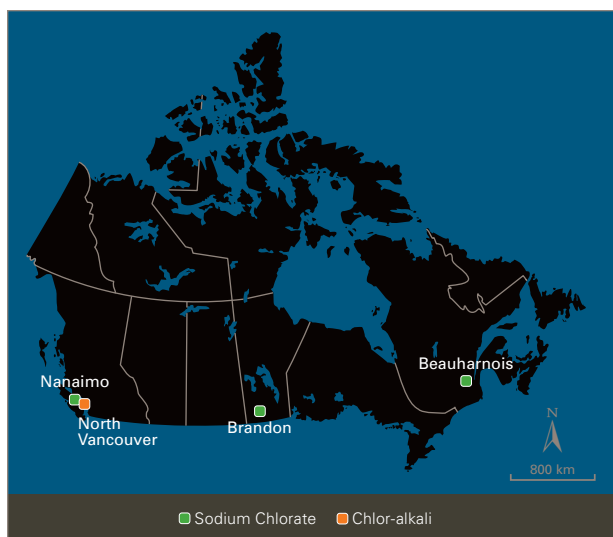 Beauharnois
Nanaimo
North
Vancouver
Brandon
N
800 km
Sodium Chlorate
Chlor-alkali